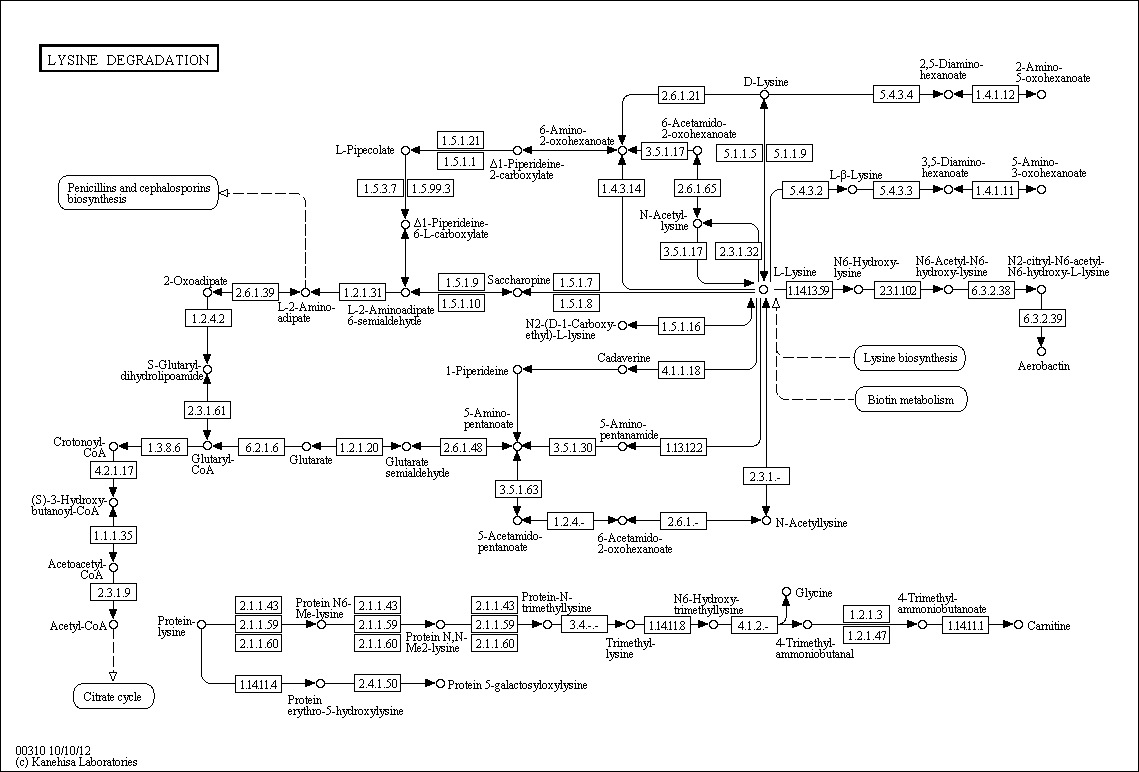 LYSINE DEGRADATION
D-Lysine
2,5-Diamino-
hexanoate
2-Amino-
5-oxohexanoate
2.6.1.21
5.4.3.4
1.4.1.12
6-Amino-
2-oxohexanoate
6-Acetamido-
2-oxohexanoate
L-Pipecolate
1.5.1.21
1.5.1.1
Δ1-Piperideine-
2-carboxylate
3.5.1.17
5.1.1.5
5.1.1.9
3,5-Diamino-
hexanoate
5-Amino-
3-oxohexanoate
L-β-Lysine
Penicillins and cephalosporins
biosynthesis
1.5.3.7
1.5.99.3
1.4.3.14
2.6.1.65
5.4.3.2
5.4.3.3
1.4.1.11
Δ1-Piperideine-
6-L-carboxylate
N-Acetyl-
lysine
3.5.1.17
2.3.1.32
2-Oxoadipate
2.6.1.39
L-2-Amino-
adipate
1.2.1.31
L-2-Aminoadipate
6-semialdehyde
1.5.1.9
1.5.1.10
Saccharopine
1.5.1.7
1.5.1.8
L-Lysine
1.14.13.59
N6-Hydroxy-
lysine
2.3.1.102
N6-Acetyl-N6-
hydroxy-lysine
6.3.2.38
N2-citryl-N6-acetyl-
N6-hydroxy-L-lysine
1.2.4.2
N2-(D-1-Carboxy-
ethyl)-L-lysine
1.5.1.16
6.3.2.39
Aerobactin
S-Glutaryl-
dihydrolipoamide
1-Piperideine
Cadaverine
4.1.1.18
Lysine biosynthesis
Biotin metabolism
2.3.1.61
5-Amino-
pentanoate
5-Amino-
pentanamide
Crotonoyl-
CoA
1.3.8.6
Glutaryl-
CoA
6.2.1.6
Glutarate
1.2.1.20
Glutarate
semialdehyde
2.6.1.48
3.5.1.30
1.13.12.2
4.2.1.17
2.3.1.-
(S)-3-Hydroxy-
butanoyl-CoA
3.5.1.63
5-Acetamido-
pentanoate
1.2.4.-
6-Acetamido-
2-oxohexanoate
2.6.1.-
N-Acetyllysine
1.1.1.35
Acetoacetyl-
CoA
2.3.1.9
Acetyl-CoA
Citrate cycle
Protein-
lysine
2.1.1.43
2.1.1.59
2.1.1.60
Protein N6-
Me-lysine
2.1.1.43
2.1.1.59
2.1.1.60
Protein N,N-
Me2-lysine
2.1.1.43
2.1.1.59
2.1.1.60
Protein-N-
trimethyllysine
3.4.-.-
Trimethyl-
lysine
1.14.11.8
N6-Hydroxy-
trimethyllysine
4.1.2.-
Glycine
4-Trimethyl-
ammoniobutanal
1.2.1.3
1.2.1.47
4-Trimethyl-
ammoniobutanoate
1.14.11.1
Carnitine
1.14.11.4
Protein
erythro-5-hydroxylysine
2.4.1.50
Protein 5-galactosyloxylysine
00310 10/10/12
(c) Kanehisa Laboratories